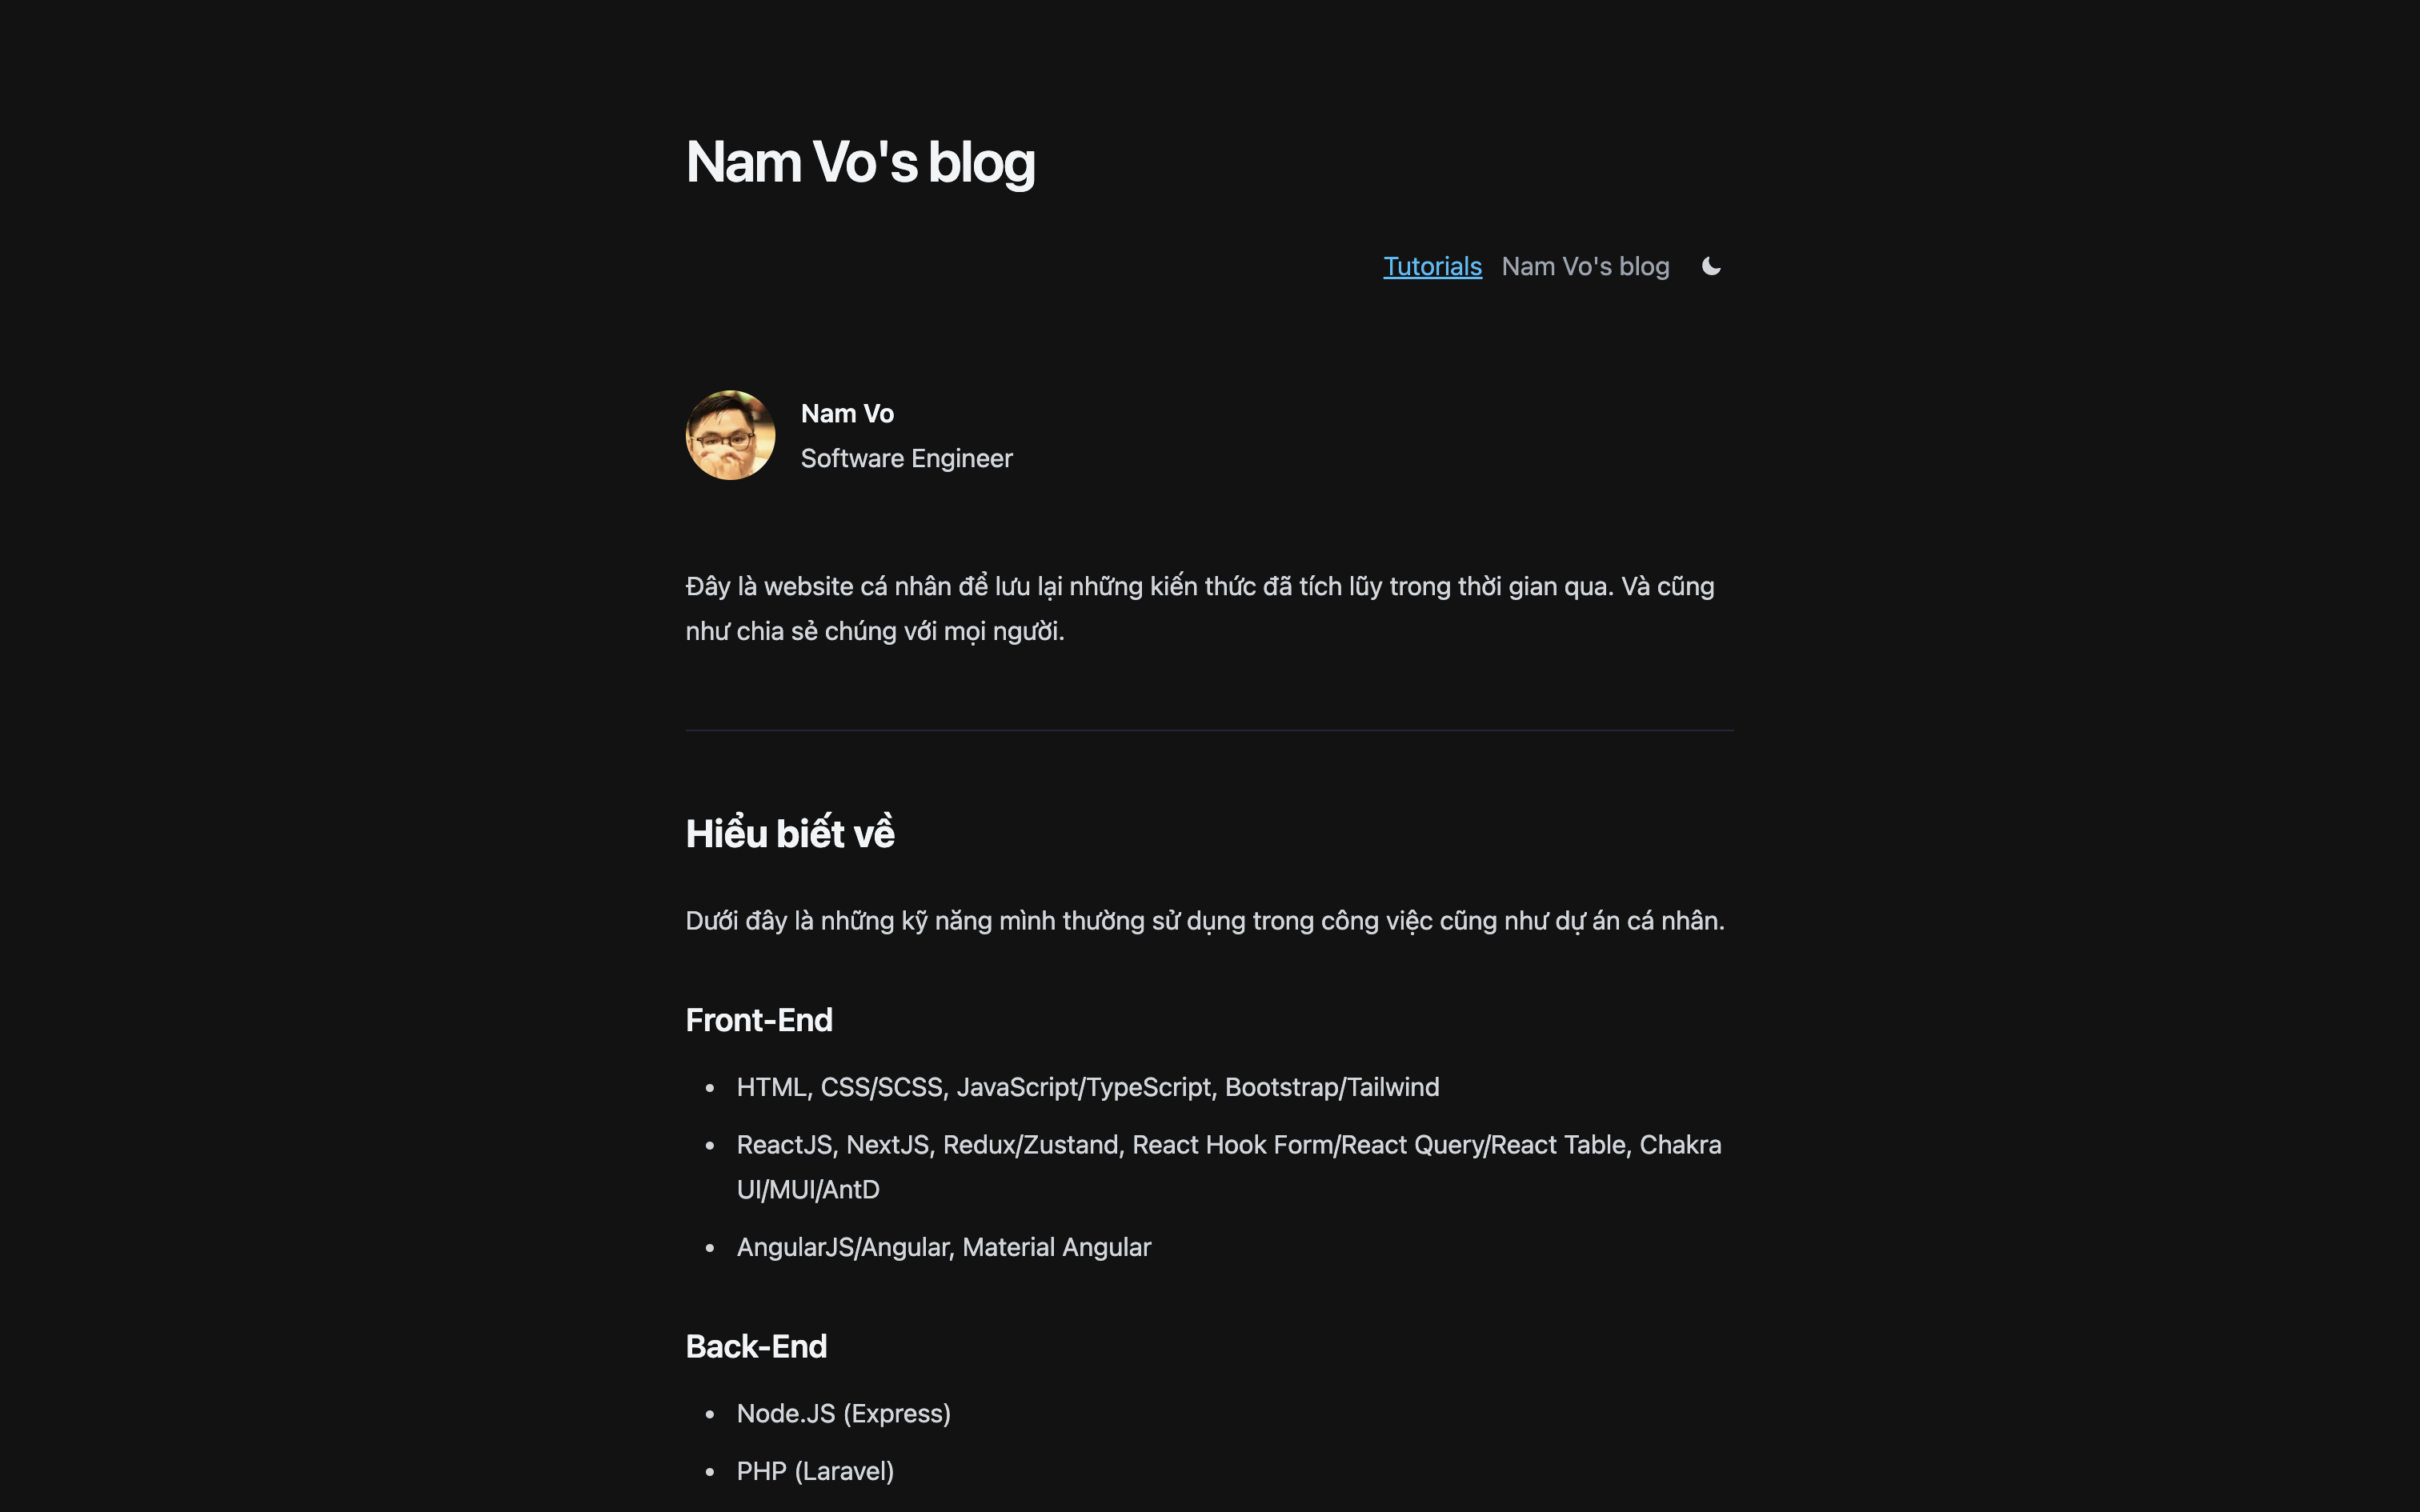 Nam Vo's blog
Tutorials Nam Vo's blog
Nam Vo
Software Engineer
Đây là website cá nhân để lưu lại những kiến thức đã tích lũy trong thời gian qua. Và cũng
như chia sẻ chúng với mọi người.
Hiểu biết về
Dưới đây là những kỹ năng mình thường sử dụng trong công việc cũng như dự án cá nhân.
Front-End
• HTML, CSS/SCSS, JavaScript/TypeScript, Bootstrap/Tailwind
• ReactJS, NextJS, Redux/Zustand, React Hook Form/React Query/React Table, Chakra
UI/MUI/AntD
• AngularJS/Angular, Material Angular
Back-End
• Node.JS (Express)
• PHP (Laravel)